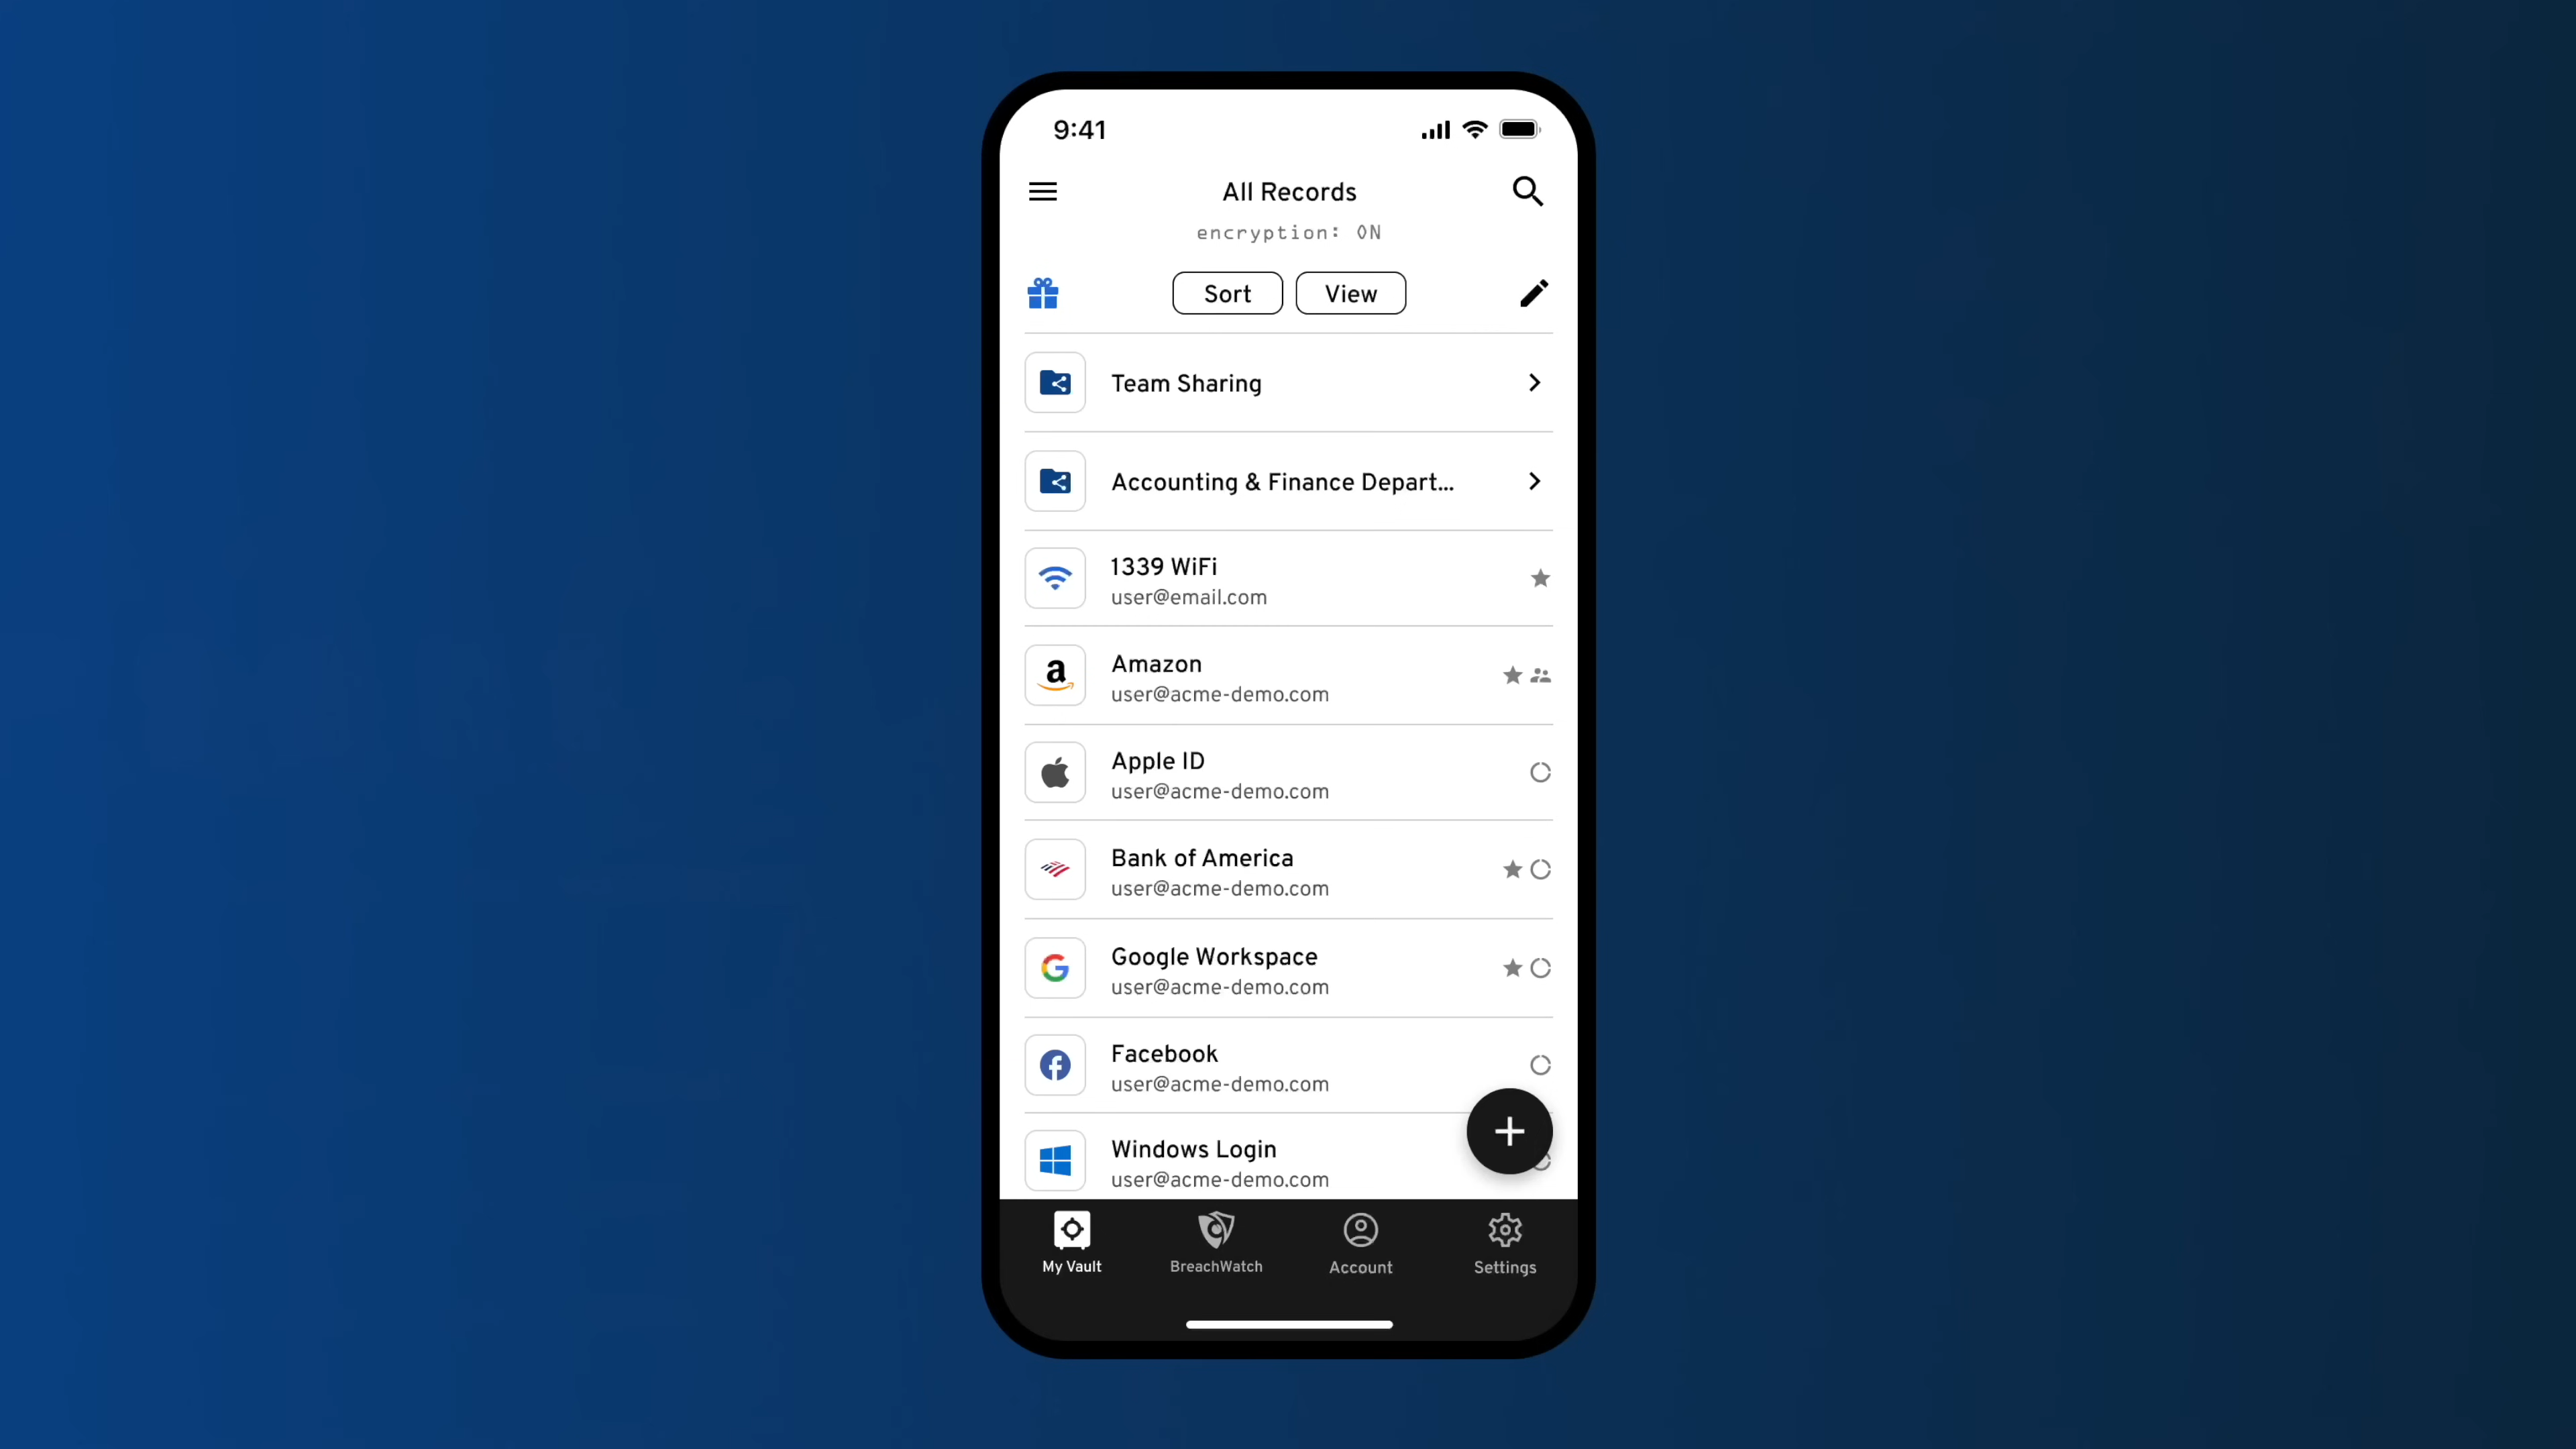 9:41
All Records
encryption: ON
Sort
View
Team Sharing
Accounting & Finance Depart...
1339 WiFi
user@email.com
Amazon
user@acme-demo.com
Apple ID
user@acme-demo.com
Bank of America
user@acme-demo.com
Google Workspace
user@acme-demo.com
Facebook
user@acme-demo.com
Windows Login
user@acme-demo.com
My Vault
BreachWatch
Account
Settings